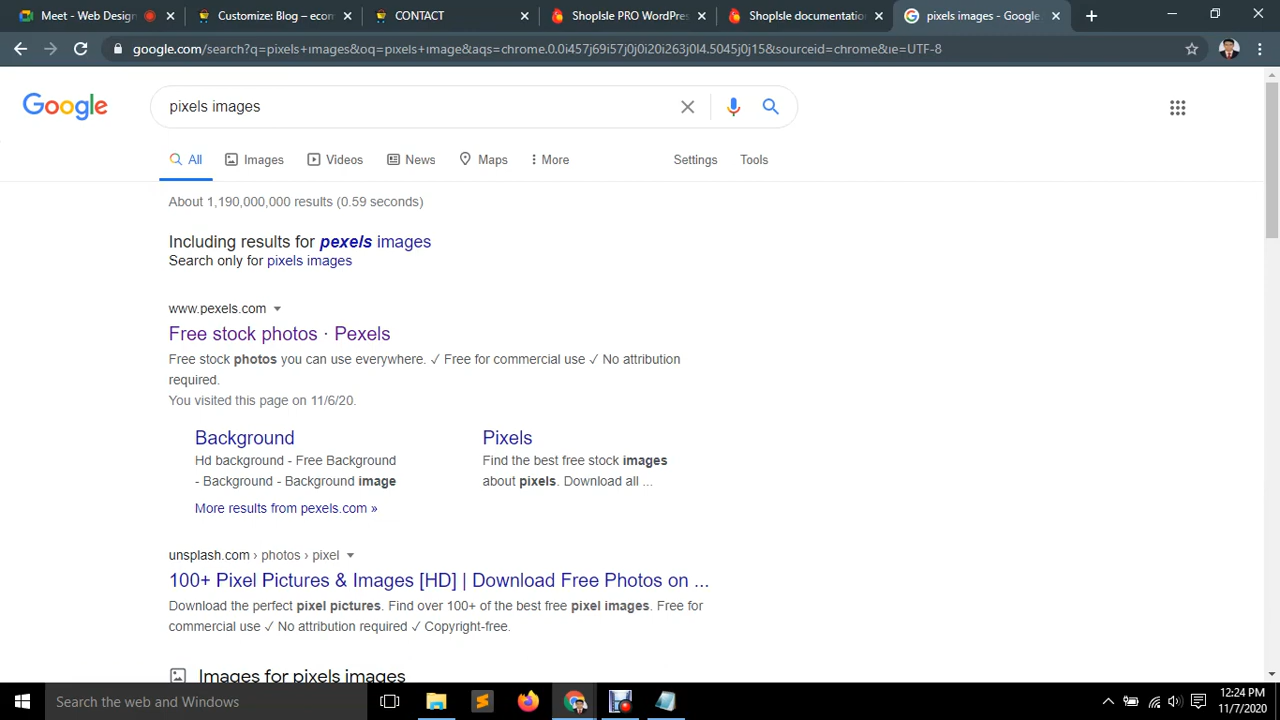 Meet - Web Design
Customize: Blog – ecom
CONTACT
ShopIsle PRO WordPres
ShopIsle documentation
pixels images - Google
google.com/search?q=pixels+images&oq=pixels+image&aqs=chrome.0.0i457j69i57j0j0i20i263j0l4.5045j0j15&sourceid=chrome&ie=UTF-8
Google
pixels images
All
Images
Videos
News
Maps
More
Settings
Tools
About 1,190,000,000 results (0.59 seconds)
Including results for pexels images
Search only for pixels images
www.pexels.com
Free stock photos · Pexels
Free stock photos you can use everywhere. ✓ Free for commercial use ✓ No attribution
required.
You visited this page on 11/6/20.
Background
Hd background - Free Background
- Background - Background image
Pixels
Find the best free stock images
about pixels. Download all ...
More results from pexels.com »
unsplash.com › photos › pixel
100+ Pixel Pictures & Images [HD] | Download Free Photos on ...
Download the perfect pixel pictures. Find over 100+ of the best free pixel images. Free for
commercial use ✓ No attribution required ✓ Copyright-free.
Images for pixels images
Search the web and Windows
12:24 PM
11/7/2020